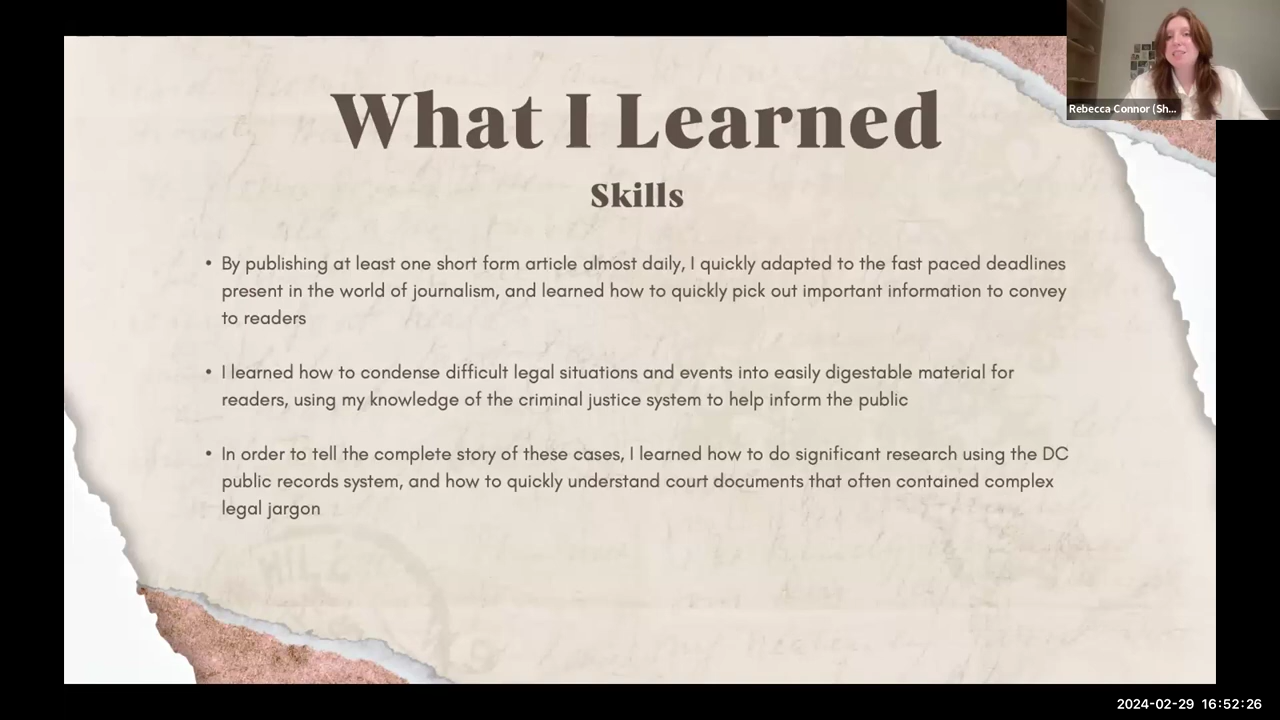 What I Learned
Skills
• By publishing at least one short form article almost daily, I quickly adapted to the fast paced deadlines
present in the world of journalism, and learned how to quickly pick out important information to convey
to readers
• I learned how to condense difficult legal situations and events into easily digestable material for
readers, using my knowledge of the criminal justice system to help inform the public
• In order to tell the complete story of these cases, I learned how to do significant research using the DC
public records system, and how to quickly understand court documents that often contained complex
legal jargon
Rebecca Connor (Sh...
2024-02-29 16:52:26